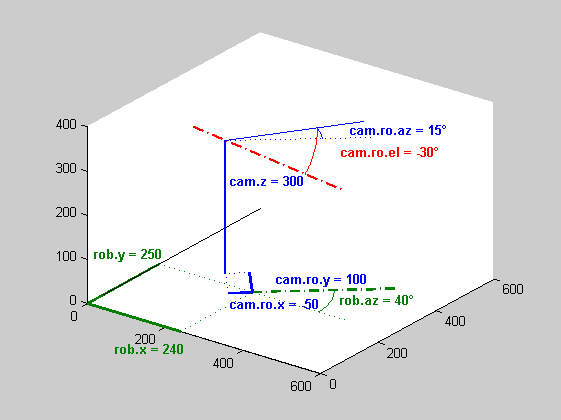 400
cam.ro.az = 15°
cam.ro.el = -30°
300
cam.z = 300
200
rob.y = 250
100
cam.ro.y = 100
600
cam.ro.x = -50
rob.az = 40°
0
0
400
200
rob.x = 240
200
400
600
0